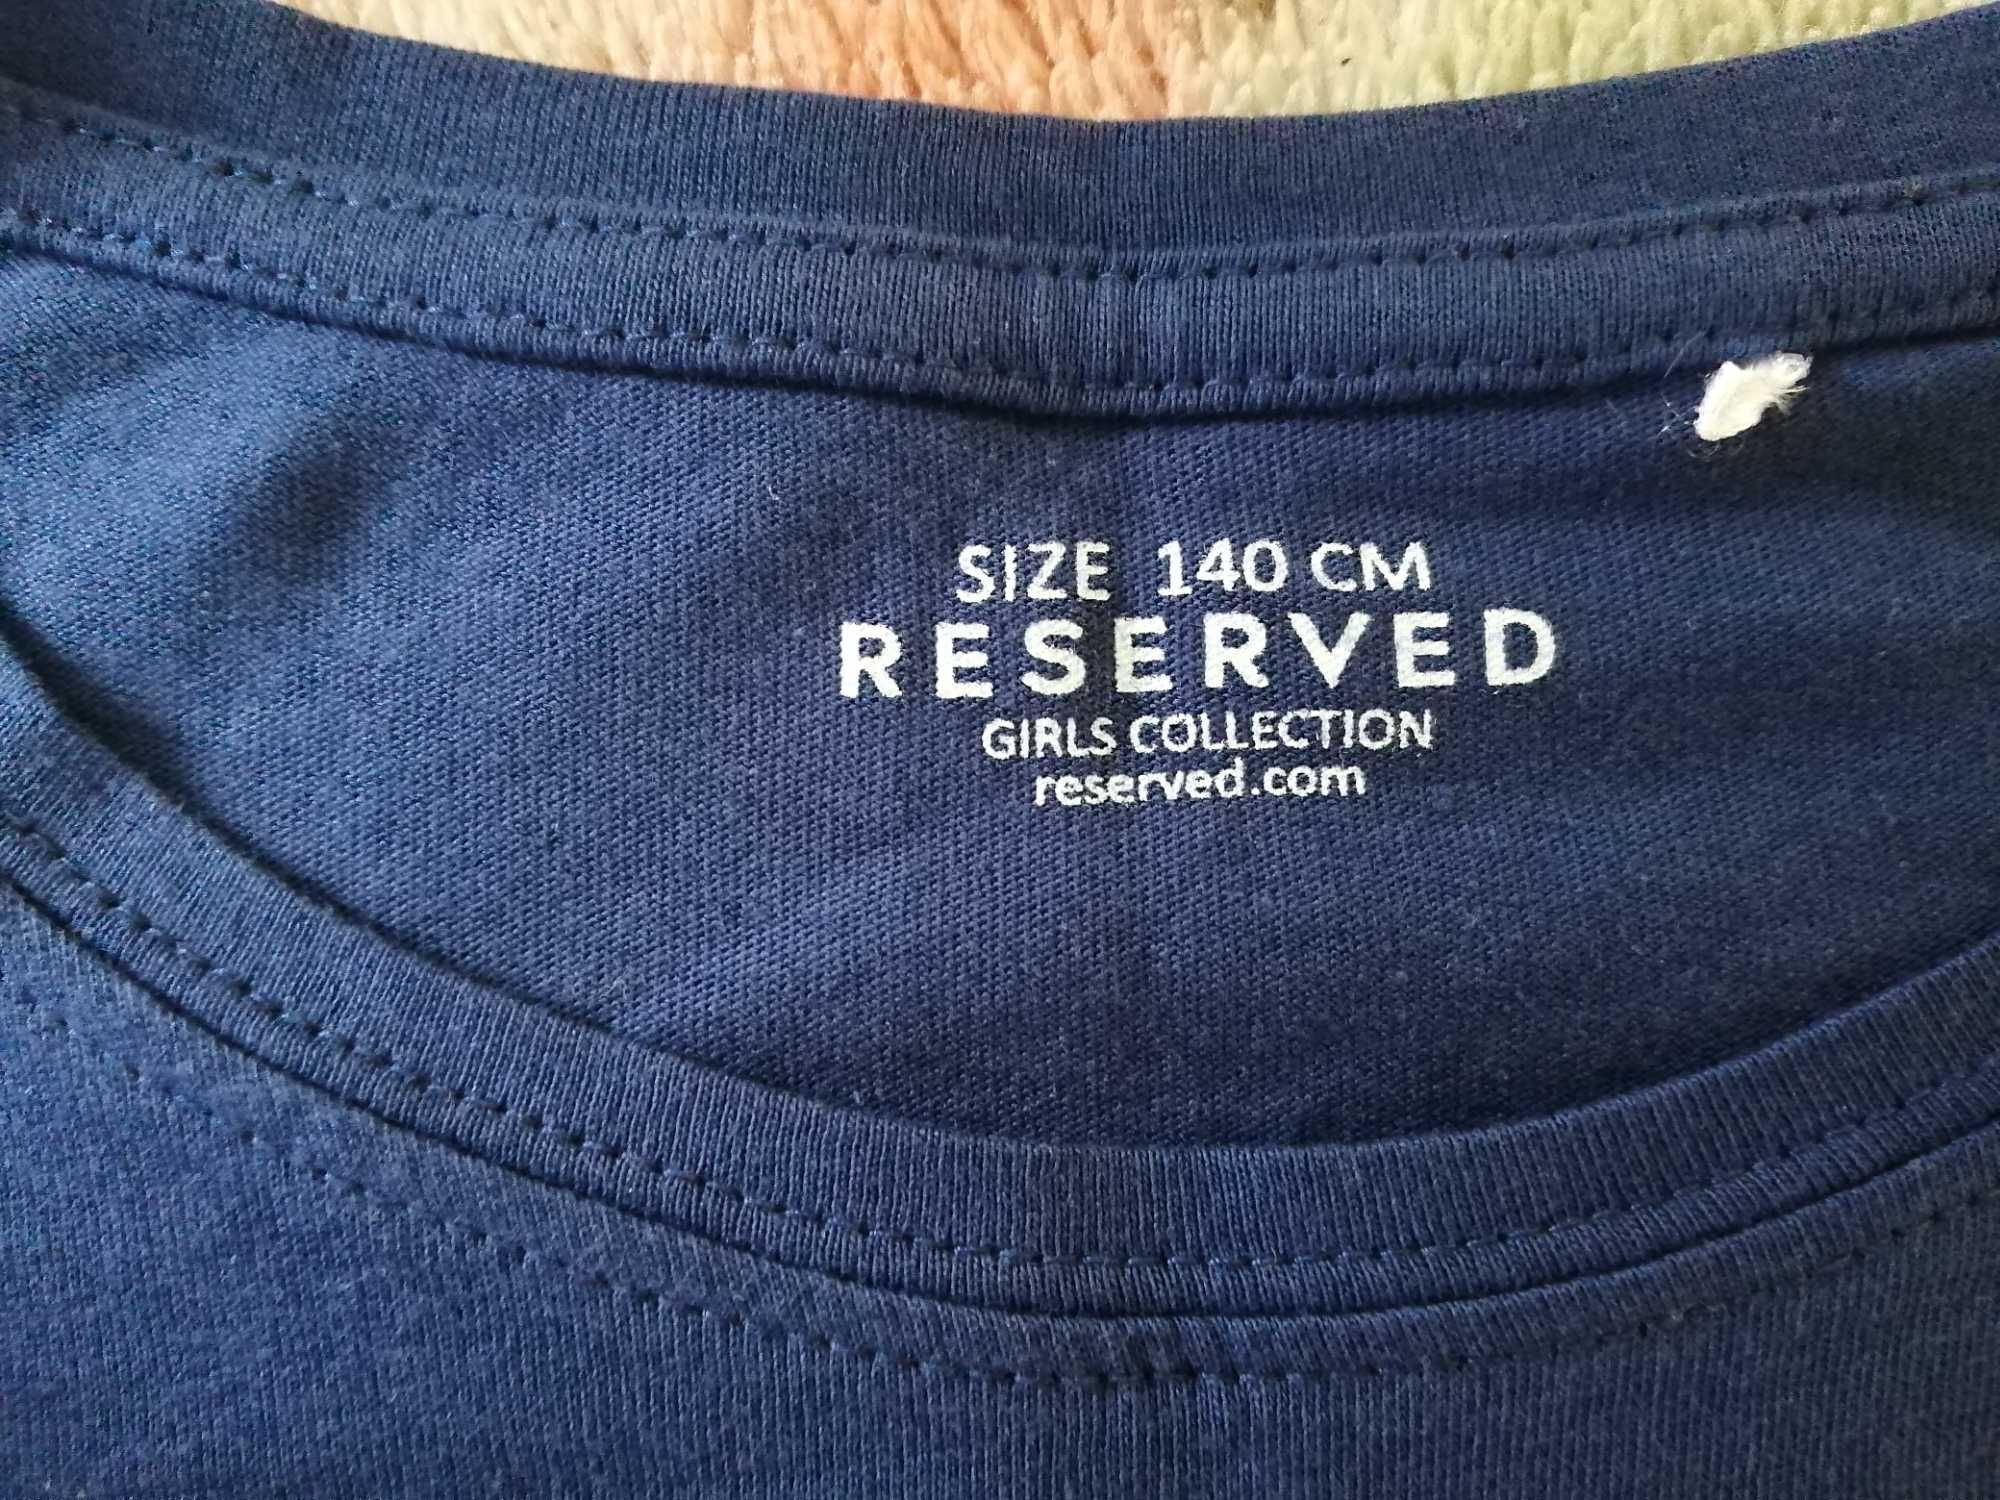 SIZE 140 CM
RESERVED
GIRLS COLLECTION
reserved.com